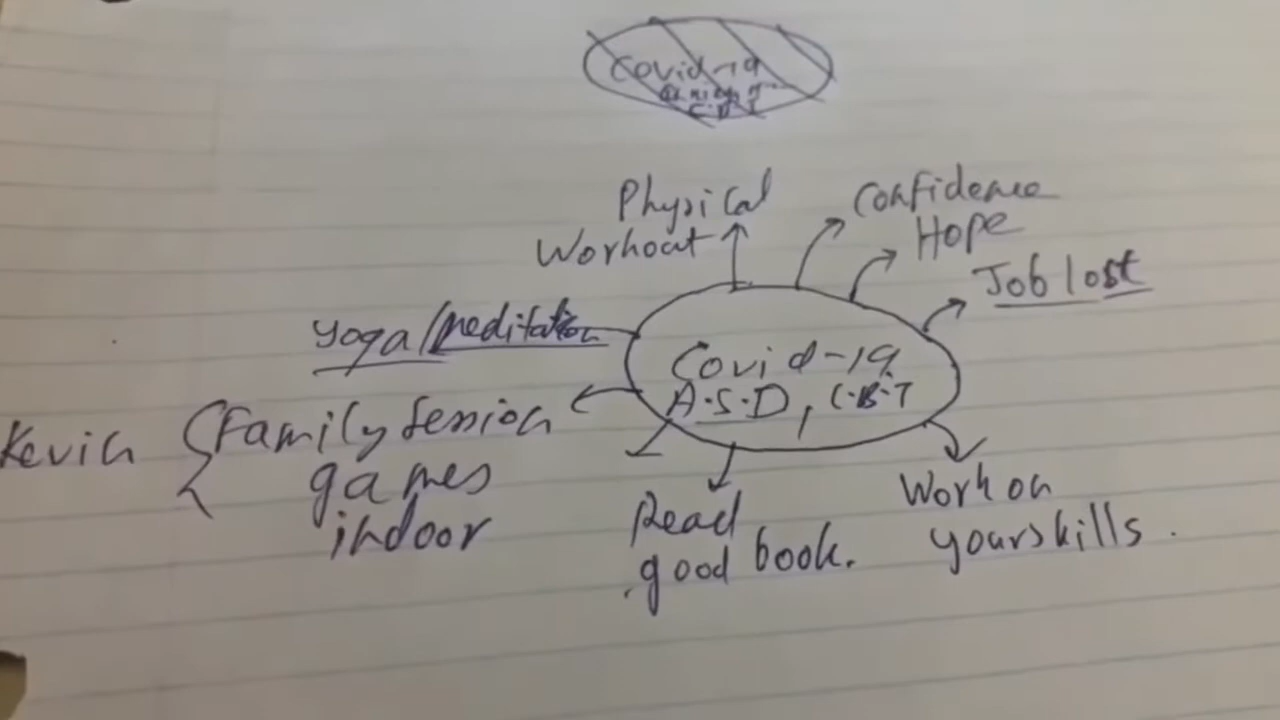 Covid-19
Physical
Workout
Confidence
Hope
Job lost
Yoga/Meditation
Covid-19
A.S.D, C.B.T
Kevin
Family Session
games
indoor
Read
good book.
Work on
your skills.